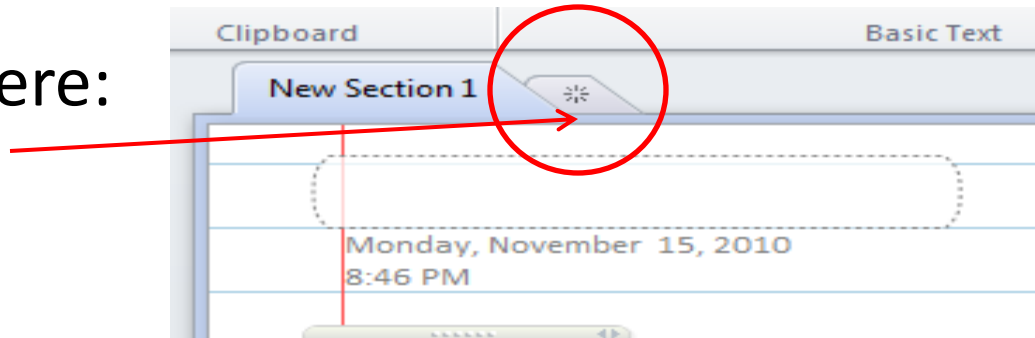 Clipboard Basic Text
ere:
New Section 1
Monday, November 15, 2010
8:46 PM